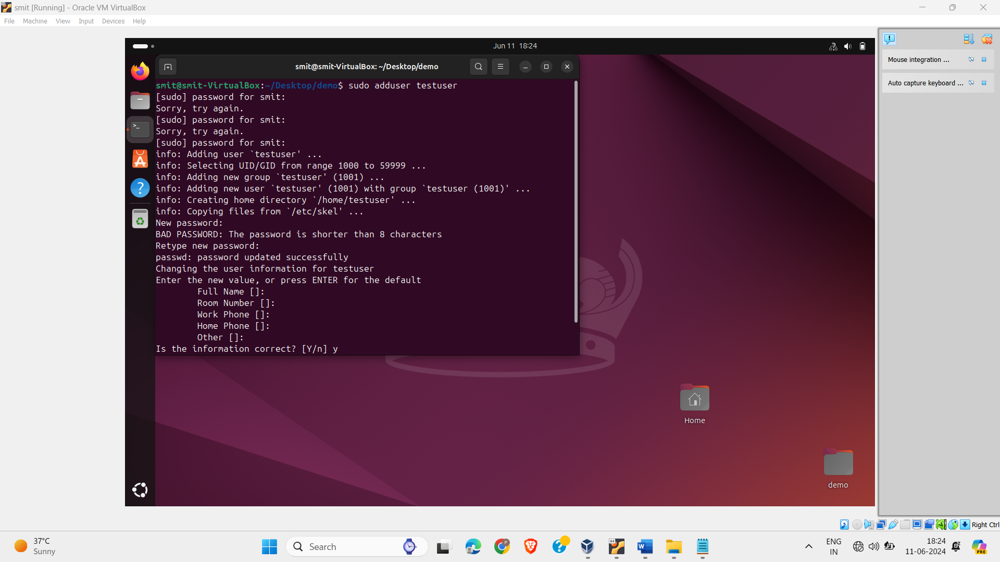 smit [Running] - Oracle VM VirtualBox
File Machine View Input Devices Help
Jun 11 18:24
smit@smit-VirtualBox: ~/Desktop/demo
smit@smit-VirtualBox:~/Desktop/demo$ sudo adduser testuser
[sudo] password for smit:
Sorry, try again.
[sudo] password for smit:
Sorry, try again.
[sudo] password for smit:
info: Adding user `testuser' ...
info: Selecting UID/GID from range 1000 to 59999 ...
info: Adding new group `testuser' (1001) ...
info: Adding new user `testuser' (1001) with group `testuser (1001)' ...
info: Creating home directory `/home/testuser' ...
info: Copying files from `/etc/skel' ...
New password:
BAD PASSWORD: The password is shorter than 8 characters
Retype new password:
passwd: password updated successfully
Changing the user information for testuser
Enter the new value, or press ENTER for the default
Full Name []:
Room Number []:
Work Phone []:
Home Phone []:
Other []:
Is the information correct? [Y/n] y
Home
demo
Mouse integration ...
Auto capture keyboard ...
Right Ctrl
37°C
Sunny
Search
ENG
IN
18:24
11-06-2024
PRE